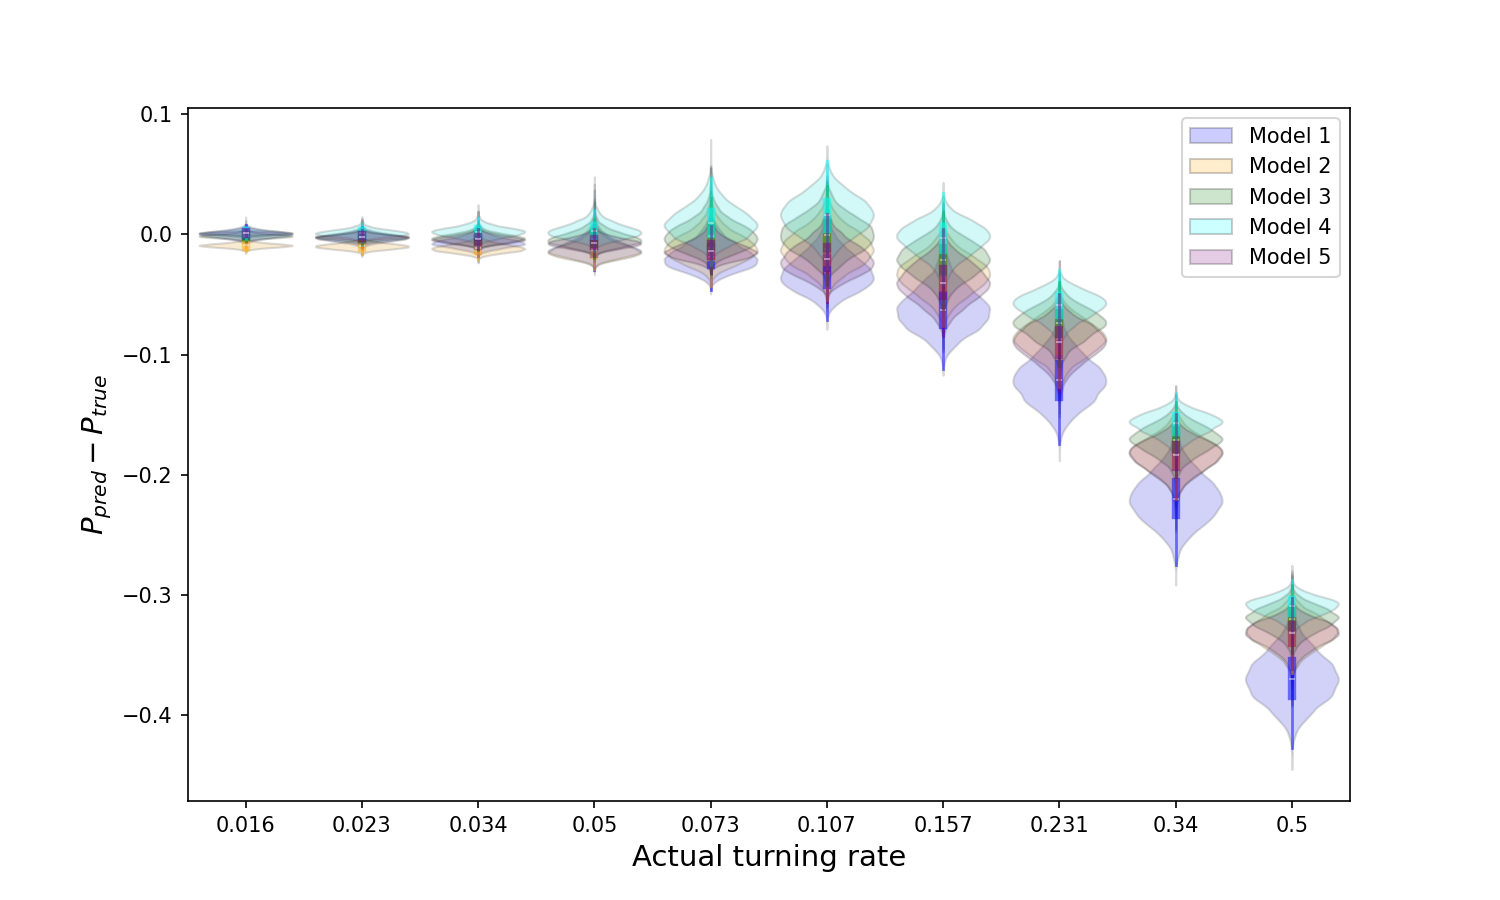 0.1
0.0
−0.1
−0.2
−0.3
−0.4
P_pred − P_true
Model 1
Model 2
Model 3
Model 4
Model 5
0.016 0.023 0.034 0.05 0.073 0.107 0.157 0.231 0.34 0.5
Actual turning rate